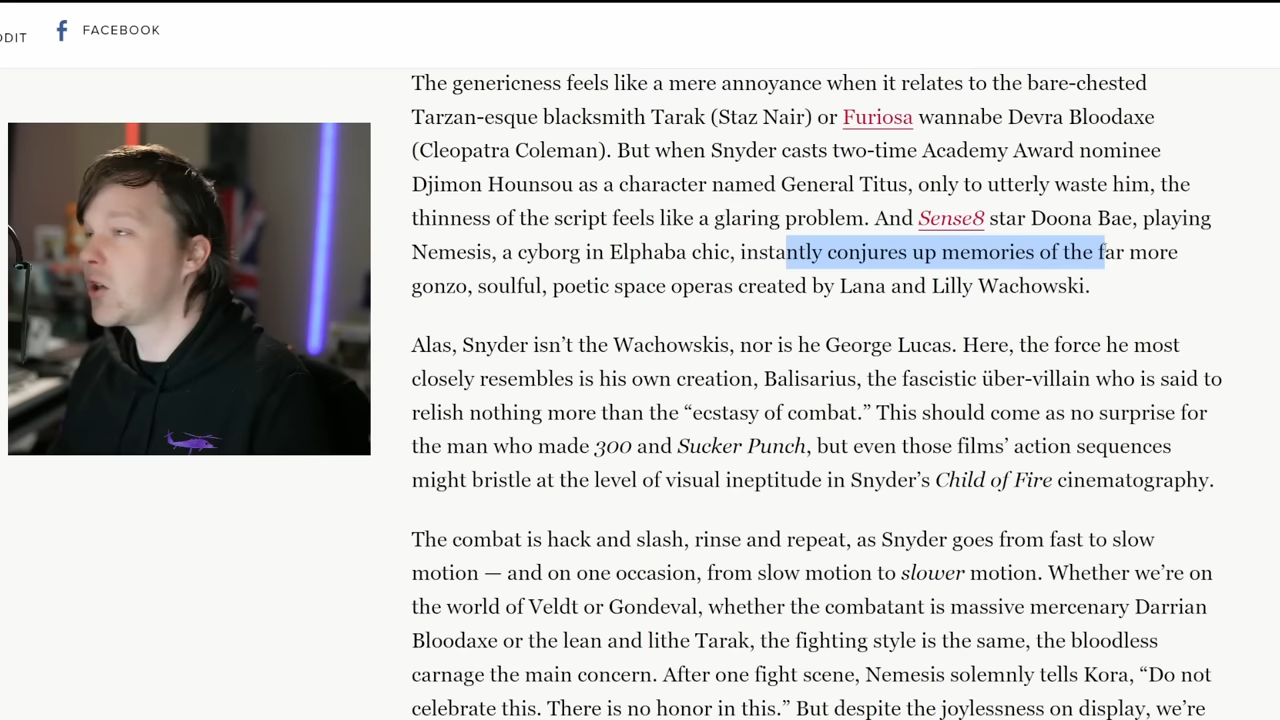 DDIT
FACEBOOK
The genericness feels like a mere annoyance when it relates to the bare-chested
Tarzan-esque blacksmith Tarak (Staz Nair) or Furiosa wannabe Devra Bloodaxe
(Cleopatra Coleman). But when Snyder casts two-time Academy Award nominee
Djimon Hounsou as a character named General Titus, only to utterly waste him, the
thinness of the script feels like a glaring problem. And Sense8 star Doona Bae, playing
Nemesis, a cyborg in Elphaba chic, instantly conjures up memories of the far more
gonzo, soulful, poetic space operas created by Lana and Lilly Wachowski.
Alas, Snyder isn’t the Wachowskis, nor is he George Lucas. Here, the force he most
closely resembles is his own creation, Balisarius, the fascistic über-villain who is said to
relish nothing more than the “ecstasy of combat.” This should come as no surprise for
the man who made 300 and Sucker Punch, but even those films’ action sequences
might bristle at the level of visual ineptitude in Snyder’s Child of Fire cinematography.
The combat is hack and slash, rinse and repeat, as Snyder goes from fast to slow
motion — and on one occasion, from slow motion to slower motion. Whether we’re on
the world of Veldt or Gondeval, whether the combatant is massive mercenary Darrian
Bloodaxe or the lean and lithe Tarak, the fighting style is the same, the bloodless
carnage the main concern. After one fight scene, Nemesis solemnly tells Kora, “Do not
celebrate this. There is no honor in this.” But despite the joylessness on display, we’re